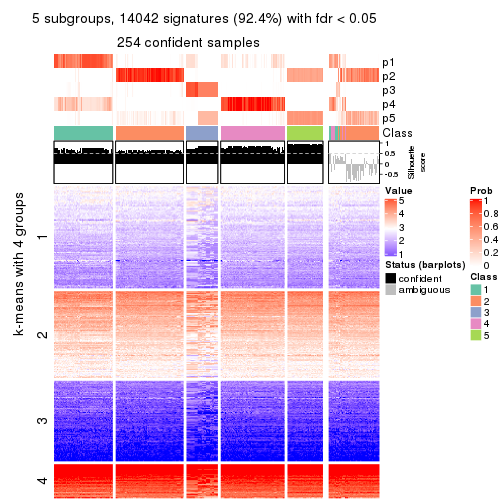 5 subgroups, 14042 signatures (92.4%) with fdr < 0.05
254 confident samples
p1
p2
p3
p4
p5
Class
1
0.5
0
-0.5
Silhouette
score
k-means with 4 groups
1
2
3
4
Value
5
4
3
2
1
Status (barplots)
confident
ambiguous
Prob
1
0.8
0.6
0.4
0.2
0
Class
1
2
3
4
5